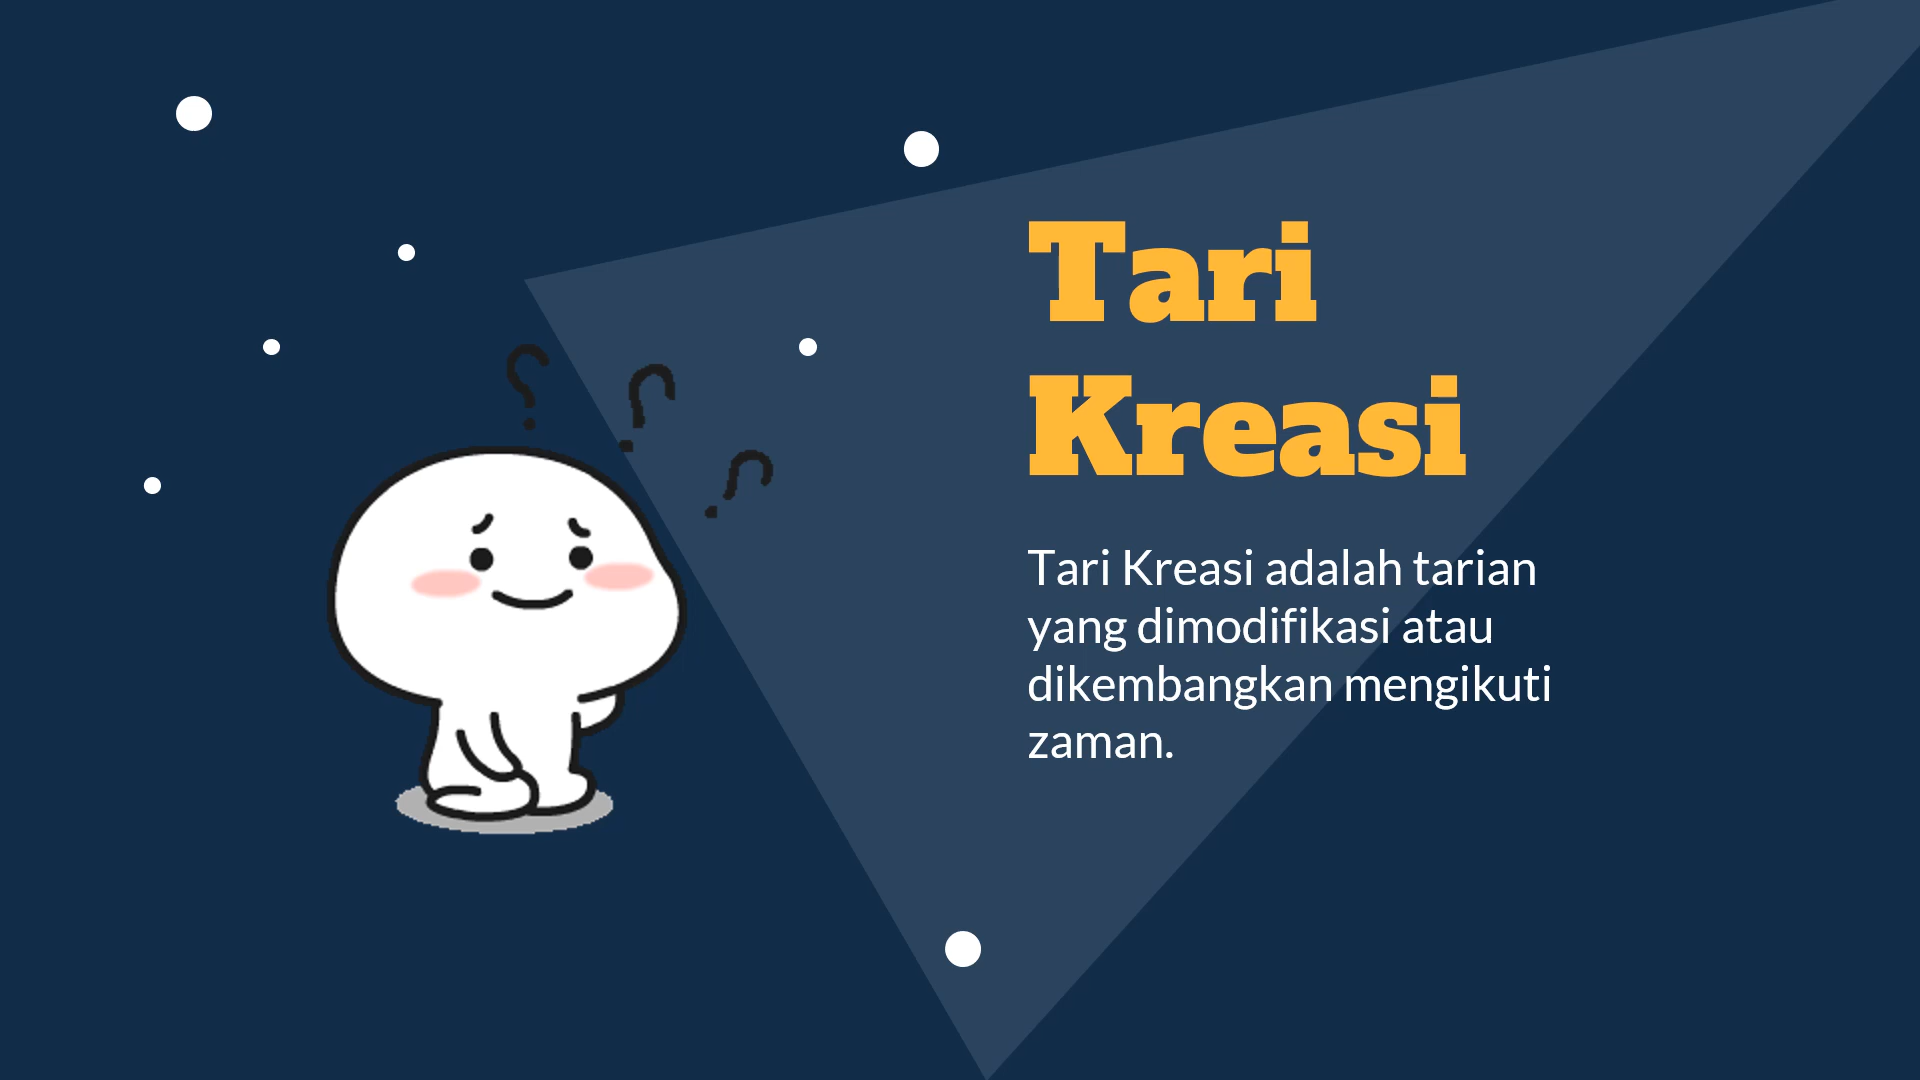 Tari
Kreasi
Tari Kreasi adalah tarian
yang dimodifikasi atau
dikembangkan mengikuti
zaman.
? ? ?